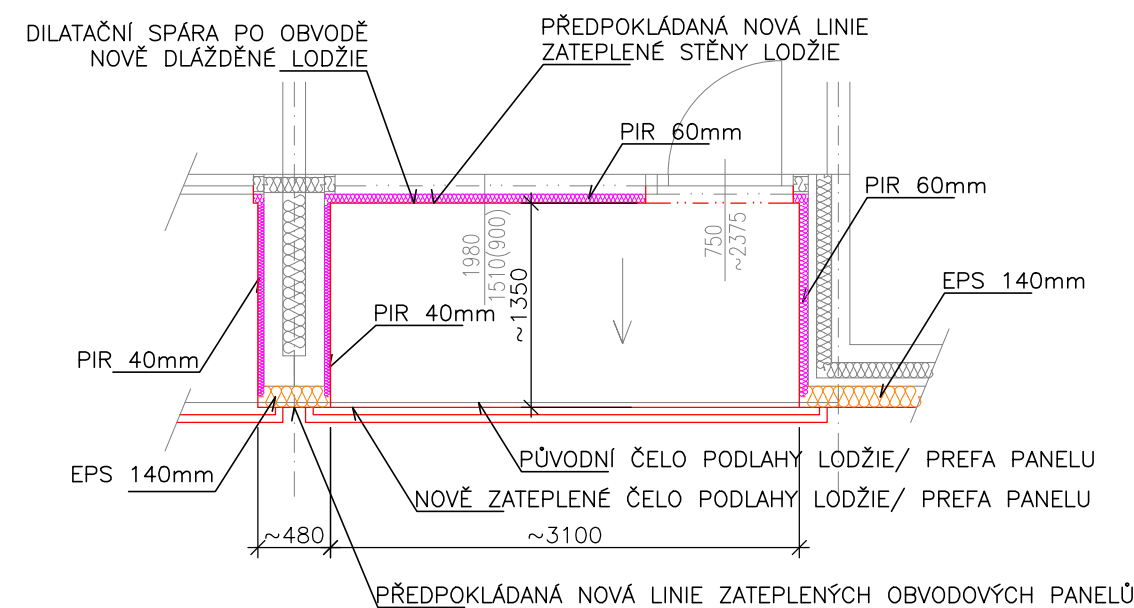 DILATAČNÍ SPÁRA PO OBVODĚ
NOVĚ DLÁŽDĚNÉ LODŽIE
PŘEDPOKLÁDANÁ NOVÁ LINIE
ZATEPLENÉ STĚNY LODŽIE
PIR 60mm
PIR 60mm
1980
1510(900)
750
~2375
~1350
EPS 140mm
PIR 40mm
PIR 40mm
PŮVODNÍ ČELO PODLAHY LODŽIE/ PREFA PANELU
EPS 140mm
NOVĚ ZATEPLENÉ ČELO PODLAHY LODŽIE/ PREFA PANELU
~480
~3100
PŘEDPOKLÁDANÁ NOVÁ LINIE ZATEPLENÝCH OBVODOVÝCH PANELŮ